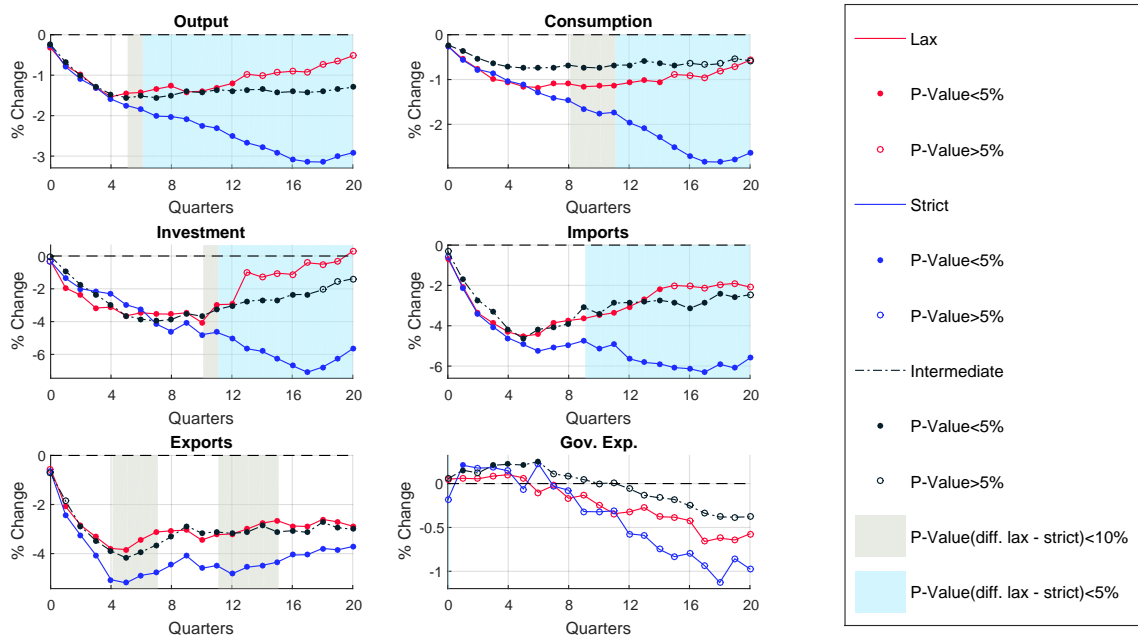 Output
% Change
0
-1
-2
-3
0 4 8 12 16 20
Quarters
Consumption
% Change
0
-1
-2
0 4 8 12 16 20
Quarters
Investment
% Change
0
-2
-4
-6
0 4 8 12 16 20
Quarters
Imports
% Change
0
-2
-4
-6
0 4 8 12 16 20
Quarters
Exports
% Change
0
-2
-4
0 4 8 12 16 20
Quarters
Gov. Exp.
% Change
0
-0.5
-1
0 4 8 12 16 20
Quarters
Lax
P-Value<5%
P-Value>5%
Strict
P-Value<5%
P-Value>5%
Intermediate
P-Value<5%
P-Value>5%
P-Value(diff. lax - strict)<10%
P-Value(diff. lax - strict)<5%